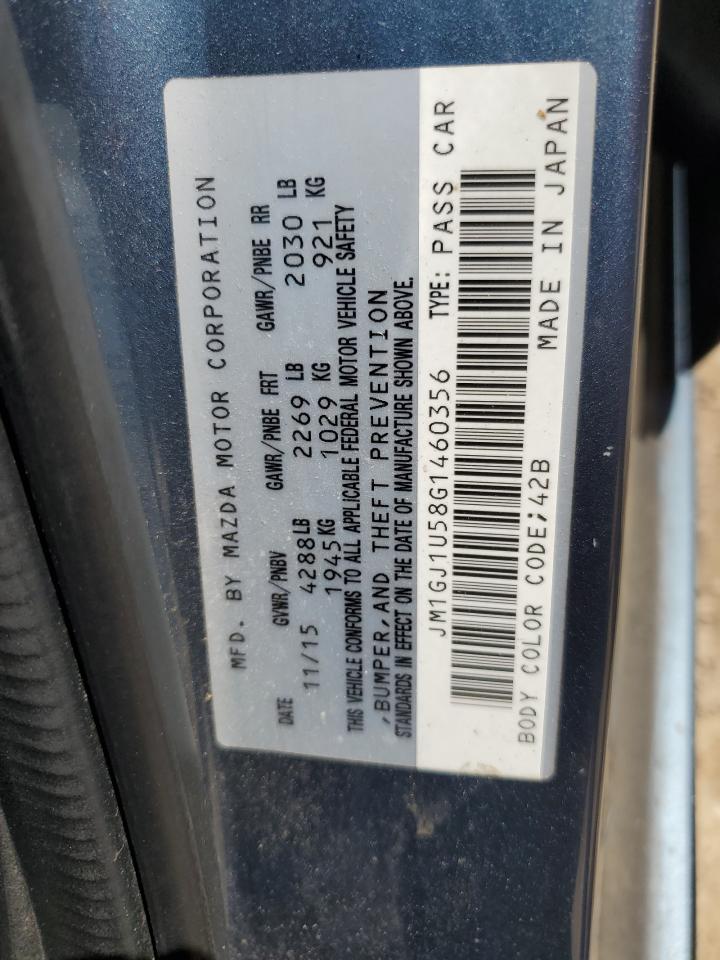 MFD. BY MAZDA MOTOR CORPORATION
DATE GVWR/PNBV GAWR/PNBE FRT GAWR/PNBE RR
11/15 4288LB 2269 LB 2030 LB
1945KG 1029 KG 921 KG
THIS VEHICLE CONFORMS TO ALL APPLICABLE FEDERAL MOTOR VEHICLE SAFETY
,BUMPER,AND THEFT PREVENTION
STANDARDS IN EFFECT ON THE DATE OF MANUFACTURE SHOWN ABOVE.
JM1GJ1U58G1460356 TYPE: PASS CAR
BODY COLOR CODE;42B MADE IN JAPAN